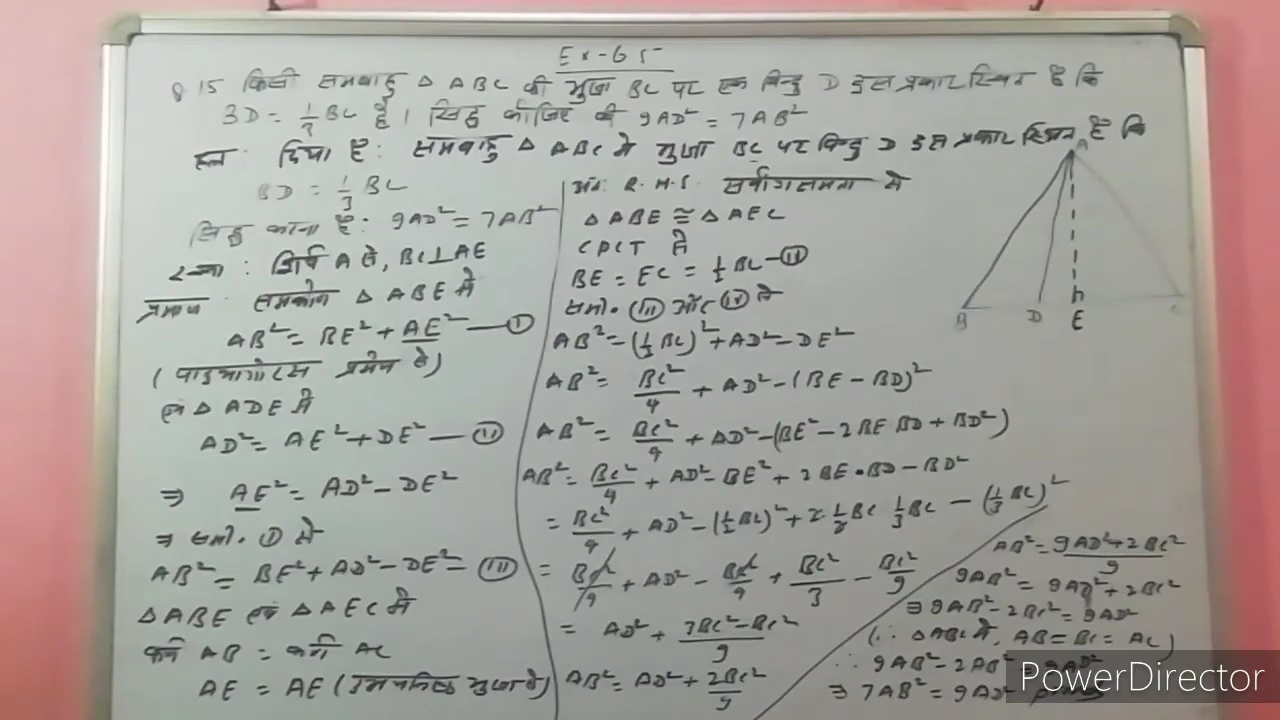 Ex-6.5
Q 15 किसी समबाहु △ ABC की भुजा BC पर एक बिन्दु D इस प्रकार स्थित है कि
BD = 1/3 BC है। सिद्ध कीजिए की 9AD² = 7AB²
हल: दिया है: समबाहु △ ABC में भुजा BC पर बिन्दु D इस प्रकार स्थित है कि
BD = 1/3 BC
सिद्ध करना है: 9AD² = 7AB²
रचना: शीर्ष A से, BC⊥AE
प्रमाण: समकोण △ ABE में
AB² = BE² + AE² — (I)
(पाइथागोरस प्रमेय से)
एवं △ ADE में
AD² = AE² + DE² — (II)
⇒ AE² = AD² - DE²
⇒ समी. (I) से
AB² = BE² + AD² - DE² — (III)
△ABE एवं △AEC में
कर्ण AB = कर्ण AC
AE = AE (उभयनिष्ठ भुजा से)
अतः R.H.S. सर्वांगसमता से
△ABE ≅ △AEC
CPCT से
BE = EC = 1/2 BC — (IV)
समी. (III) और (IV) से
AB² = (1/2 BC)² + AD² - DE²
AB² = BC²/4 + AD² - (BE - BD)²
AB² = BC²/4 + AD² - (BE² - 2BE·BD + BD²)
AB² = BC²/4 + AD² - BE² + 2BE·BD - BD²
= BC²/4 + AD² - (1/2 BC)² + 2·1/2 BC 1/3 BC - (1/3 BC)²
= BC²/4 + AD² - BC²/4 + BC²/3 - BC²/9
= AD² + 3BC² - BC²/9
AB² = AD² + 2BC²/9
AB² = 9AD² + 2BC²/9
9AB² = 9AD² + 2BC²
⇒ 9AB² - 2BC² = 9AD²
(∵ △ABC में, AB = BC = AC)
∴ 9AB² - 2AB² = 9AD²
⇒ 7AB² = 9AD²
A
B D E C
PowerDirector